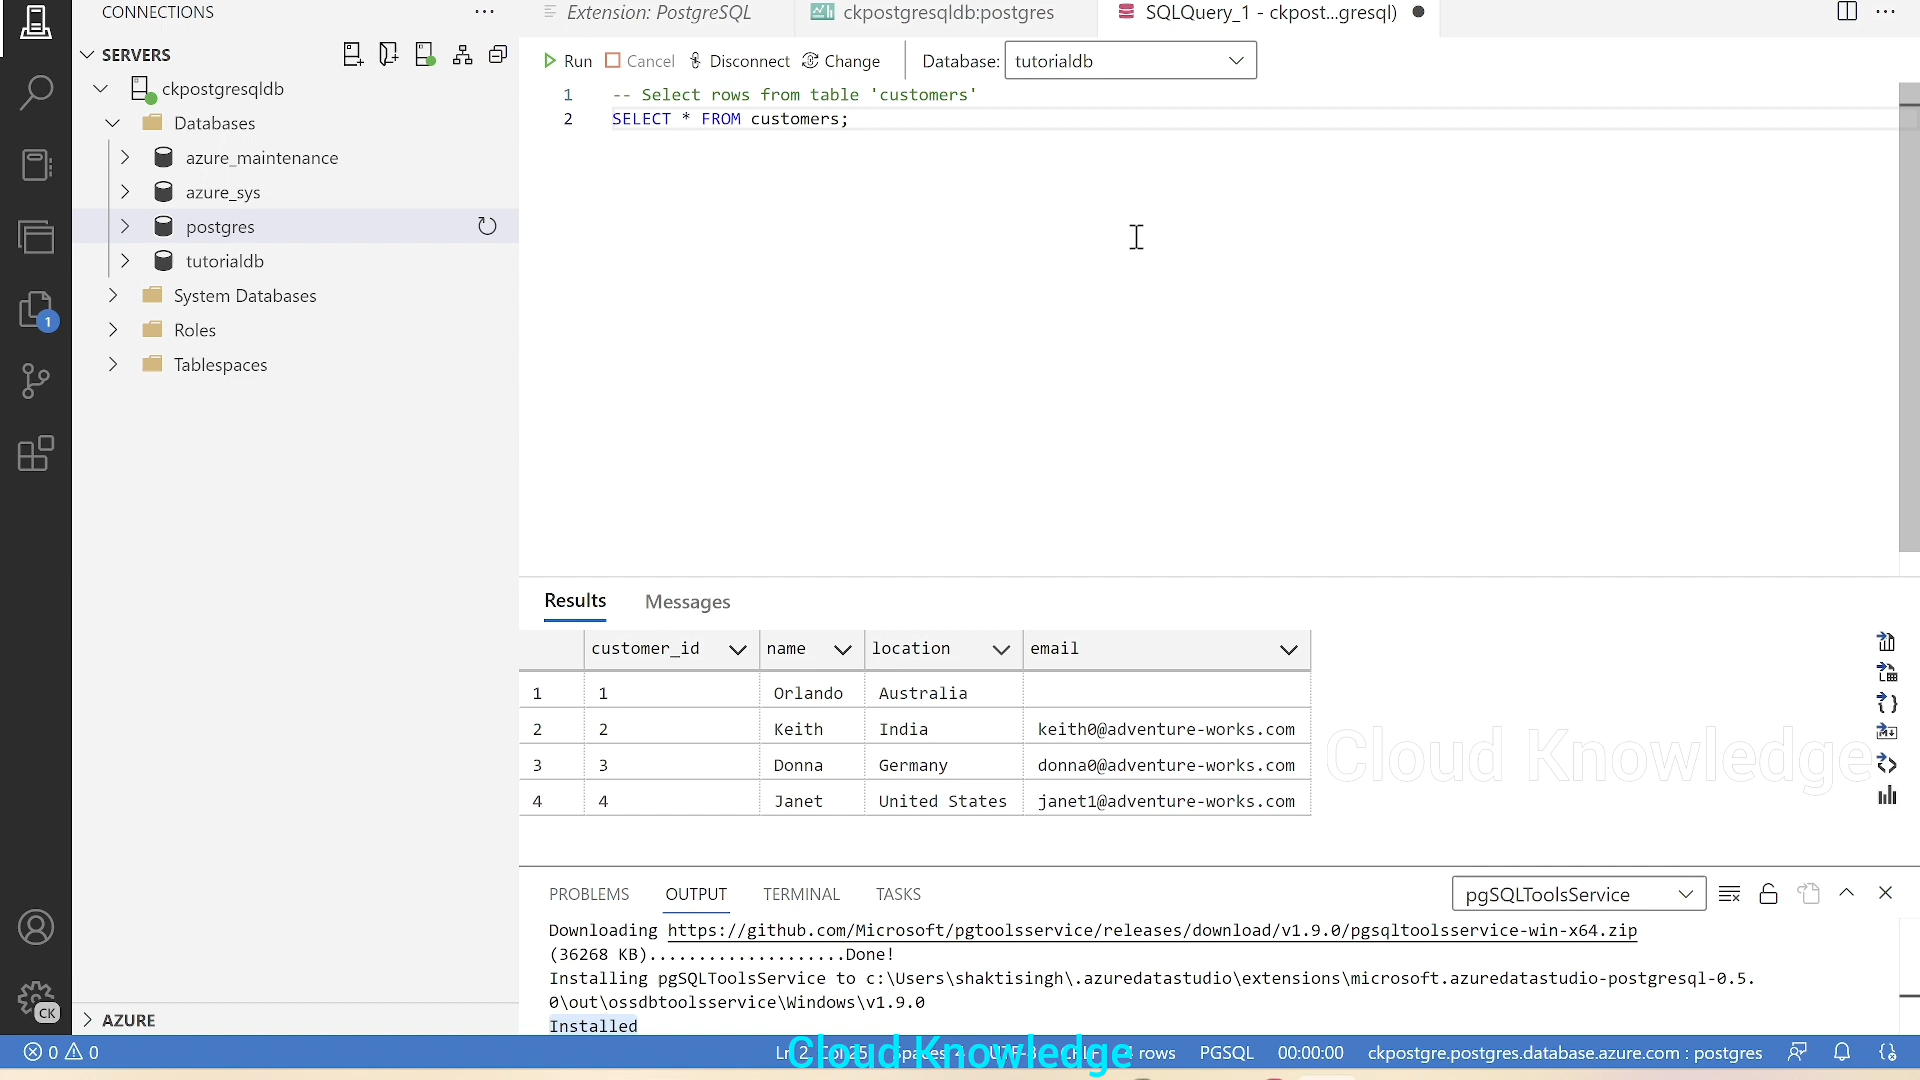 CONNECTIONS
Extension: PostgreSQL
ckpostgresqldb:postgres
SQLQuery_1 - ckpost...gresql)
SERVERS
Run
Cancel
Disconnect
Change
Database:
tutorialdb
ckpostgresqldb
Databases
azure_maintenance
azure_sys
postgres
tutorialdb
System Databases
Roles
Tablespaces
1
AZURE
CK
1 -- Select rows from table 'customers'
2 SELECT * FROM customers;
Results Messages
customer_id name location email
1 1 Orlando Australia
2 2 Keith India keith0@adventure-works.com
3 3 Donna Germany donna0@adventure-works.com
4 4 Janet United States janet1@adventure-works.com
Cloud Knowledge
PROBLEMS OUTPUT TERMINAL TASKS
pgSQLToolsService
Downloading https://github.com/Microsoft/pgtoolsservice/releases/download/v1.9.0/pgsqltoolsservice-win-x64.zip
(36268 KB)....................Done!
Installing pgSQLToolsService to c:\Users\shaktisingh\.azuredatastudio\extensions\microsoft.azuredatastudio-postgresql-0.5.
0\out\ossdbtoolsservice\Windows\v1.9.0
Installed
0 0
Cloud Knowledge
rows PGSQL 00:00:00 ckpostgre.postgres.database.azure.com : postgres